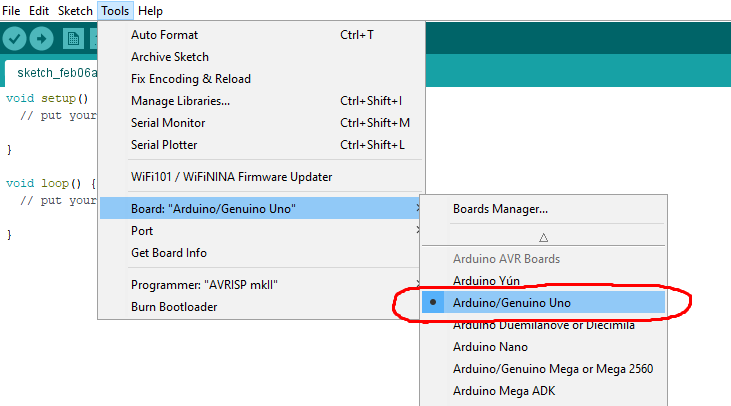 File Edit Sketch Tools Help
sketch_feb06a
void setup()
// put your
}
void loop() {
// put your
}
Auto Format Ctrl+T
Archive Sketch
Fix Encoding & Reload
Manage Libraries... Ctrl+Shift+I
Serial Monitor Ctrl+Shift+M
Serial Plotter Ctrl+Shift+L
WiFi101 / WiFiNINA Firmware Updater
Board: "Arduino/Genuino Uno"
Port
Get Board Info
Programmer: "AVRISP mkII"
Burn Bootloader
Boards Manager...
Arduino AVR Boards
Arduino Yún
Arduino/Genuino Uno
Arduino Duemilanove or Diecimila
Arduino Nano
Arduino/Genuino Mega or Mega 2560
Arduino Mega ADK